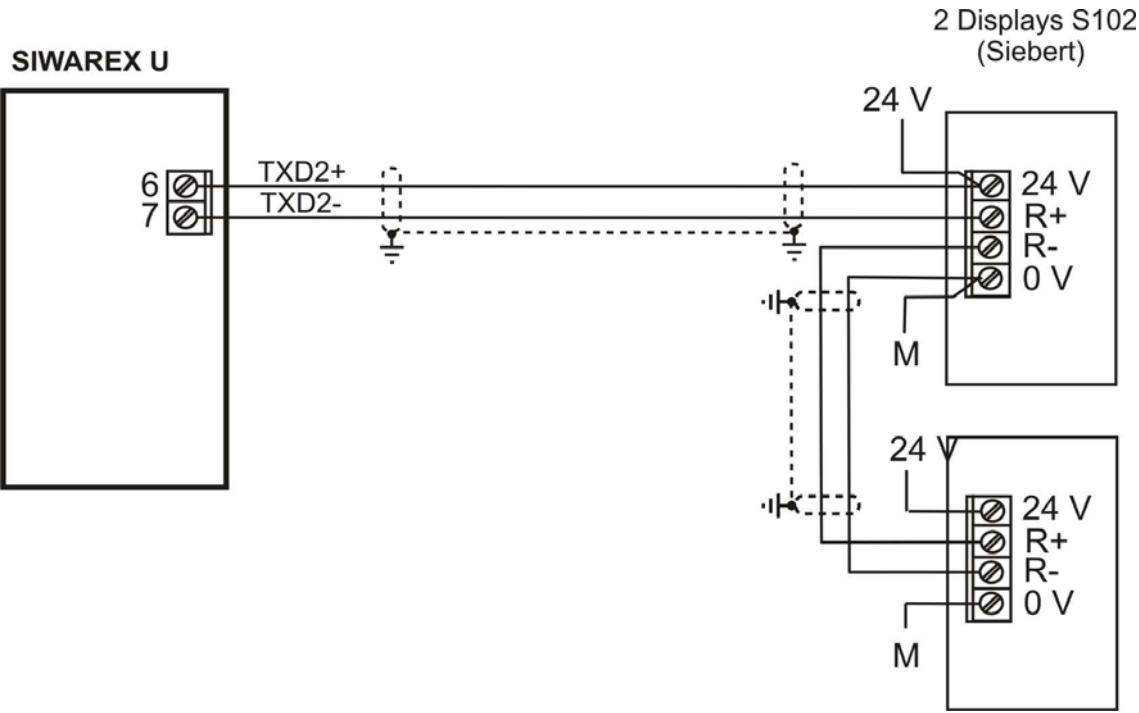 2 Displays S102
(Siebert)
SIWAREX U
24 V
6
TXD2+
24 V
7
TXD2-
R+
R-
0 V
M
24 V
24 V
R+
R-
0 V
M